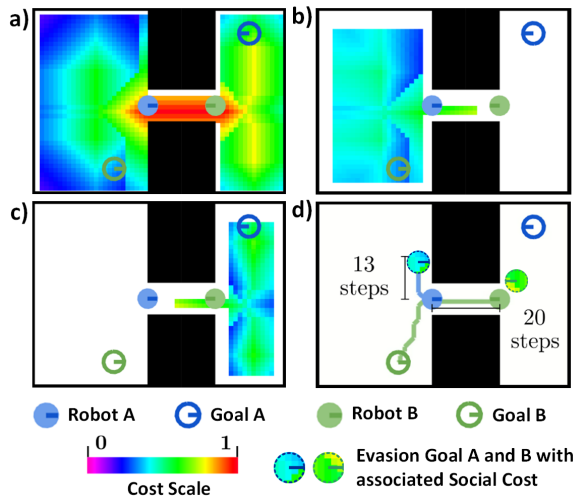 a)
b)
c)
d)
13
steps
20
steps
Robot A
Goal A
Robot B
Goal B
0
1
Cost Scale
Evasion Goal A and B with
associated Social Cost